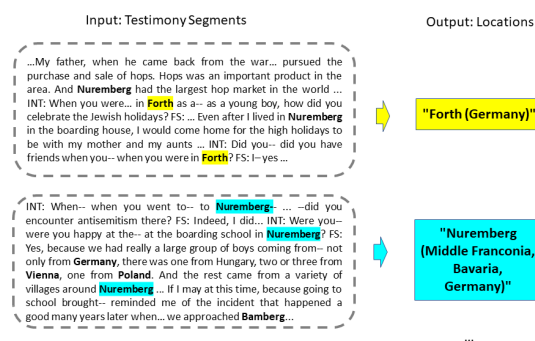 Input: Testimony Segments
Output: Locations
...My father, when he came back from the war... pursued the
purchase and sale of hops. Hops was an important product in the
area. And Nuremberg had the largest hop market in the world ...
INT: When you were... in Forth as a-- as a young boy, how did you
celebrate the Jewish holidays? FS: ... Even after I lived in Nuremberg
in the boarding house, I would come home for the high holidays to
be with my mother and my aunts ... INT: Did you-- did you have
friends when you-- when you were in Forth? FS: I--yes ...
"Forth (Germany)"
INT: When-- when you went to-- to Nuremberg-- ... --did you
encounter antisemitism there? FS: Indeed, I did... INT: Were you--
were you happy at the-- at the boarding school in Nuremberg? FS:
Yes, because we had really a large group of boys coming from-- not
only from Germany, there was one from Hungary, two or three from
Vienna, one from Poland. And the rest came from a variety of
villages around Nuremberg ... If I may at this time, because going to
school brought-- reminded me of the incident that happened a
good many years later when... we approached Bamberg...
"Nuremberg
(Middle Franconia,
Bavaria,
Germany)"
...